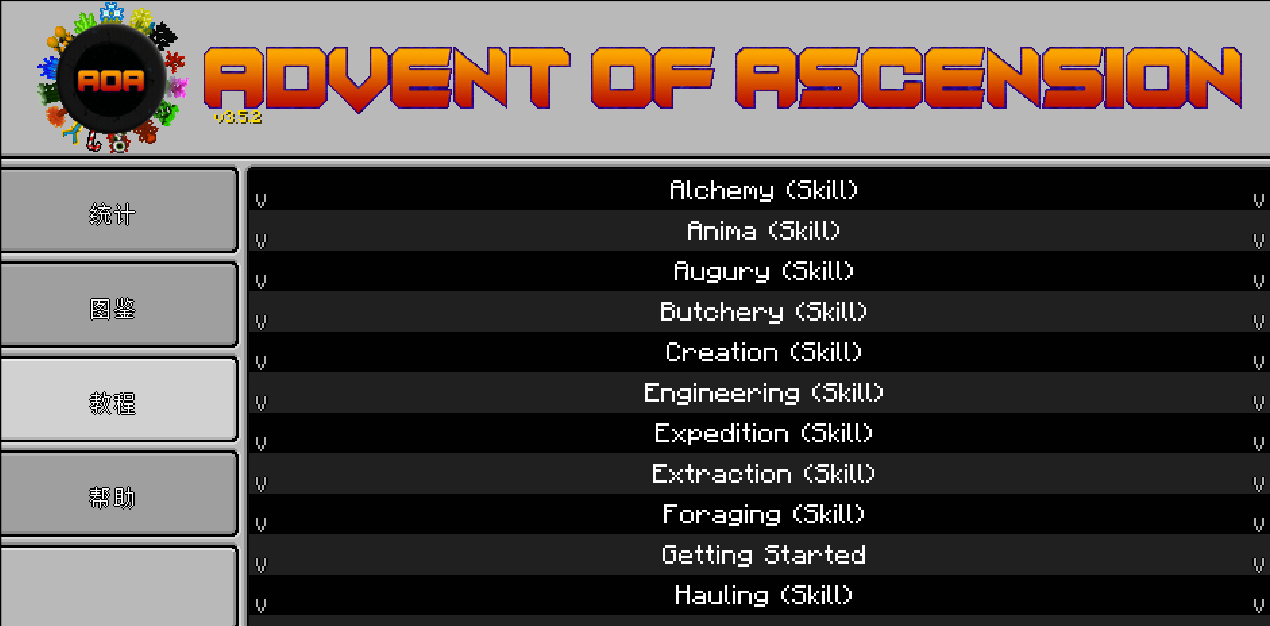 AOA
ADVENT OF ASCENSION
v3.5.2
统计
图鉴
教程
帮助
V Alchemy (Skill) V
V Anima (Skill) V
V Augury (Skill) V
V Butchery (Skill) V
V Creation (Skill) V
V Engineering (Skill) V
V Expedition (Skill) V
V Extraction (Skill) V
V Foraging (Skill) V
V Getting Started V
V Hauling (Skill) V